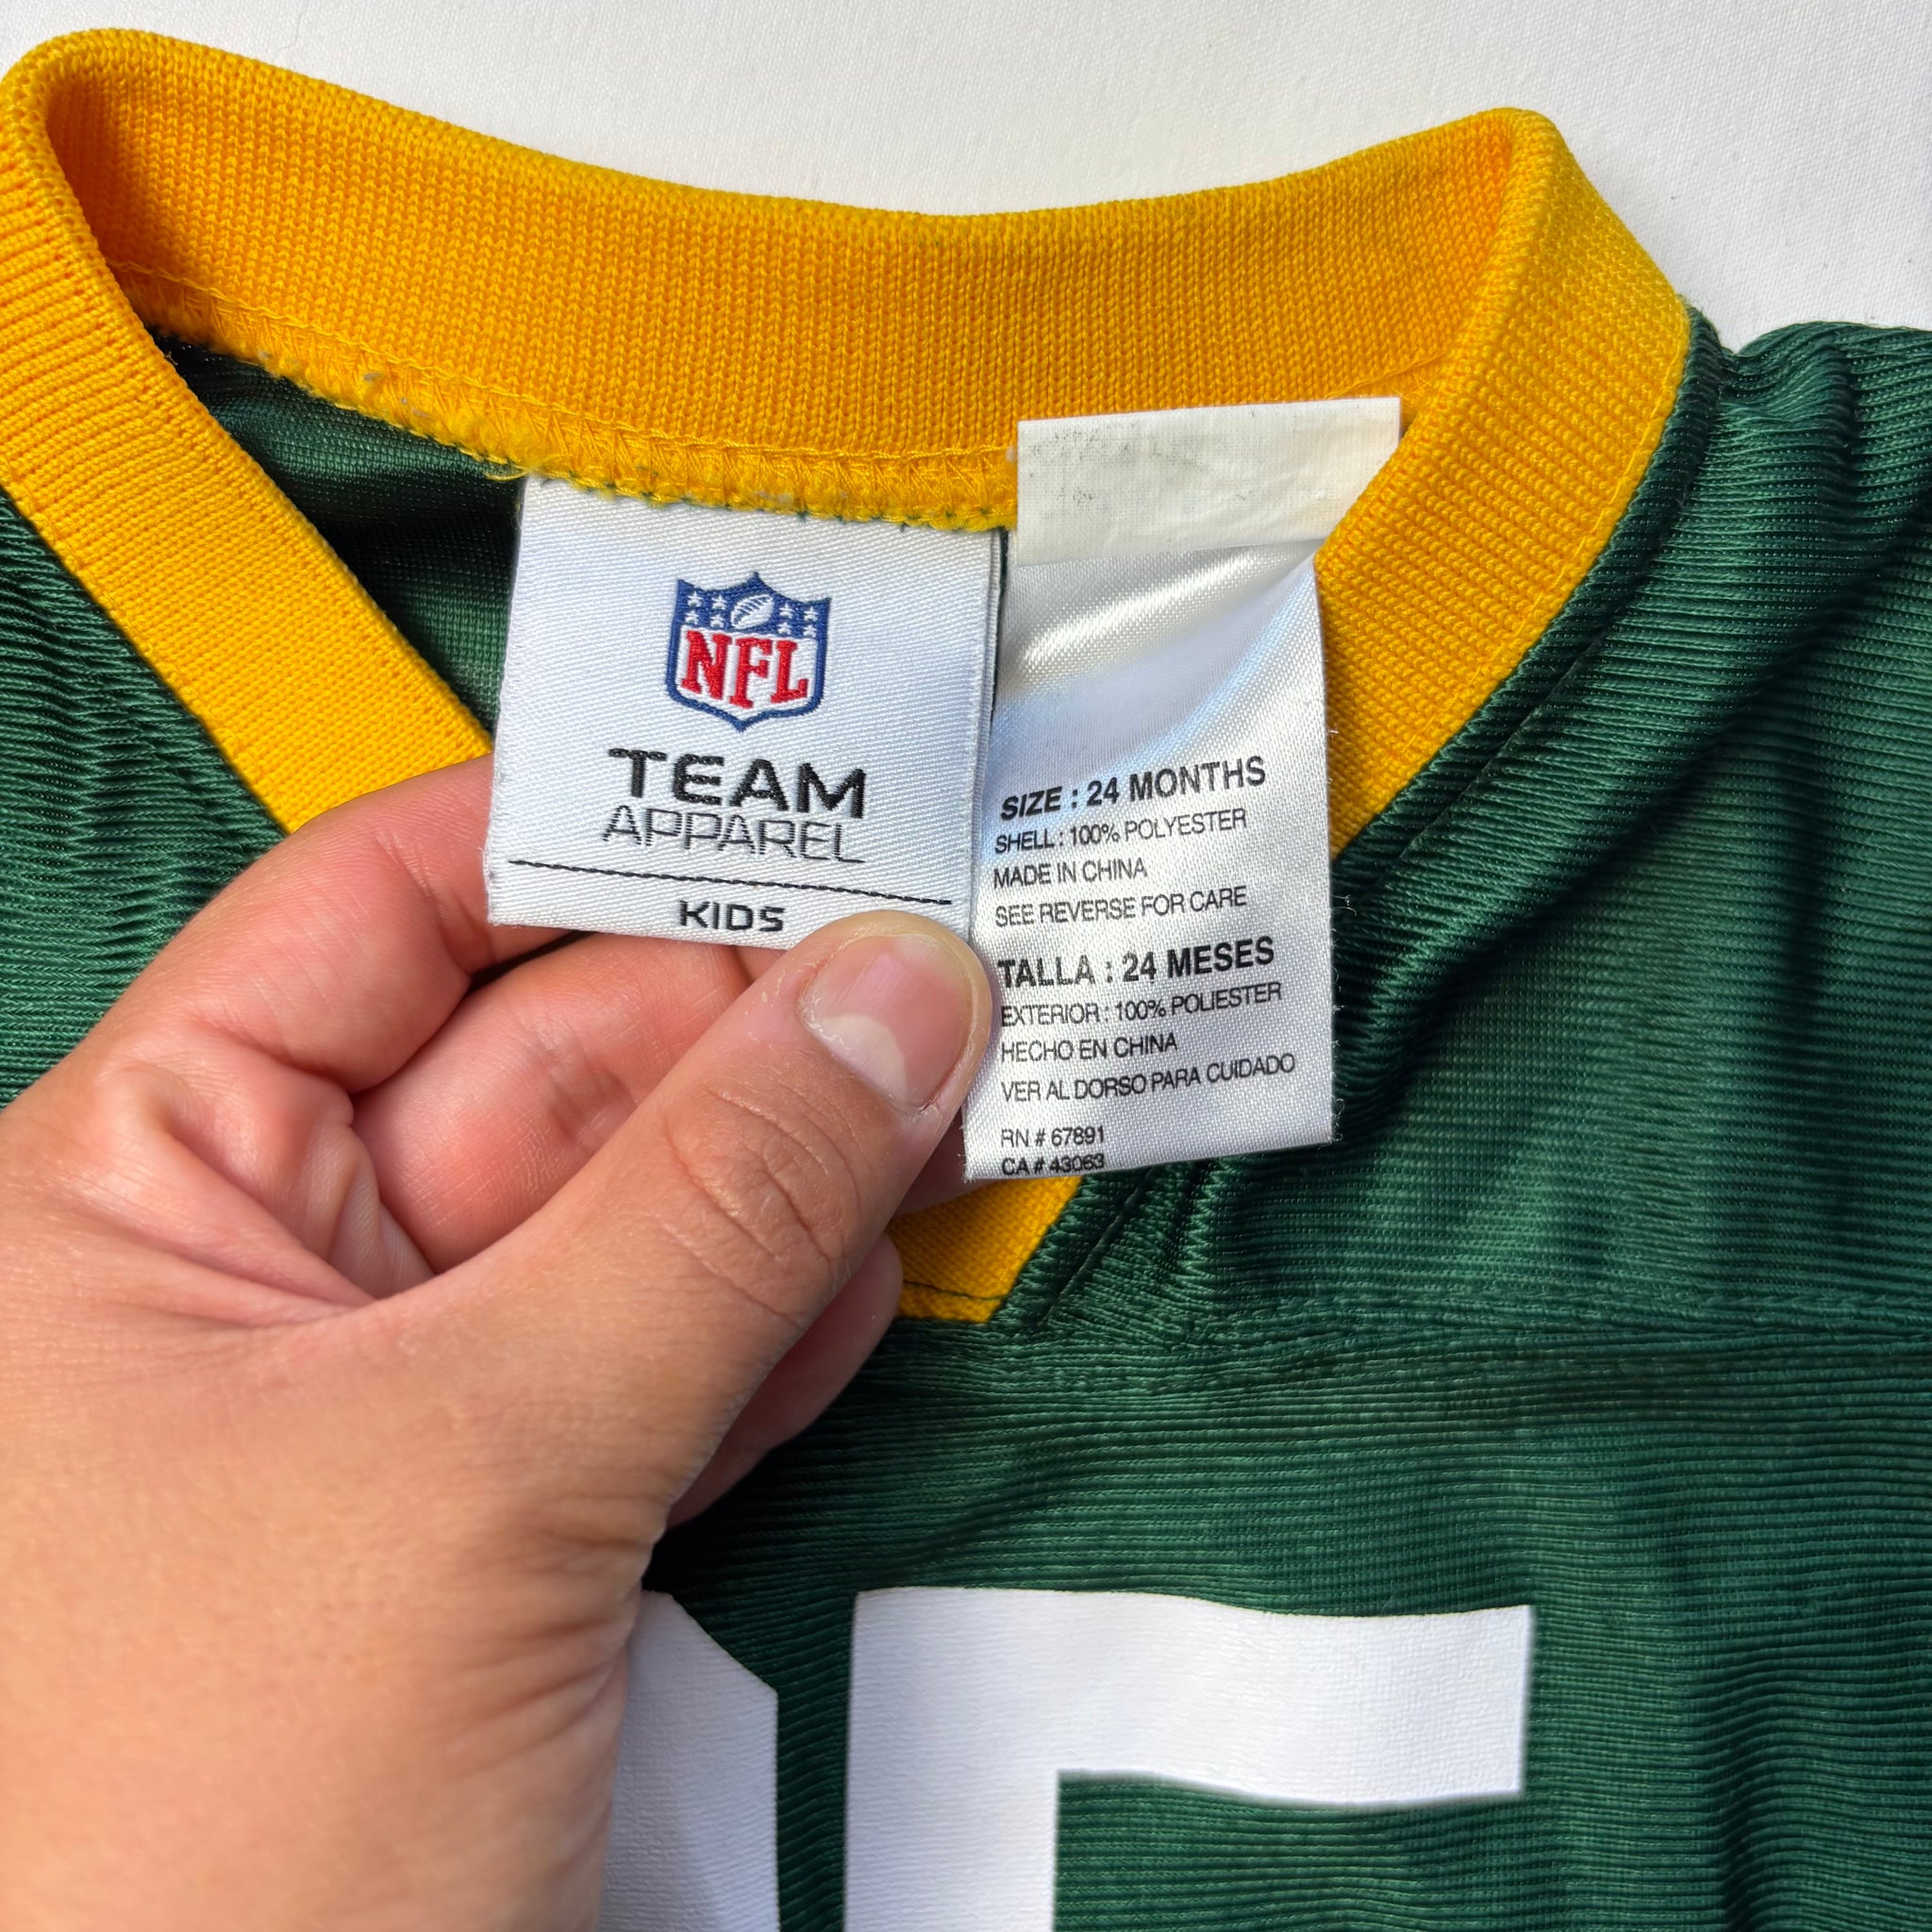 NFL
TEAM
APPAREL
KIDS
SIZE : 24 MONTHS
SHELL : 100% POLYESTER
MADE IN CHINA
SEE REVERSE FOR CARE
TALLA : 24 MESES
EXTERIOR : 100% POLIESTER
HECHO EN CHINA
VER AL DORSO PARA CUIDADO
RN # 67891
CA # 43063